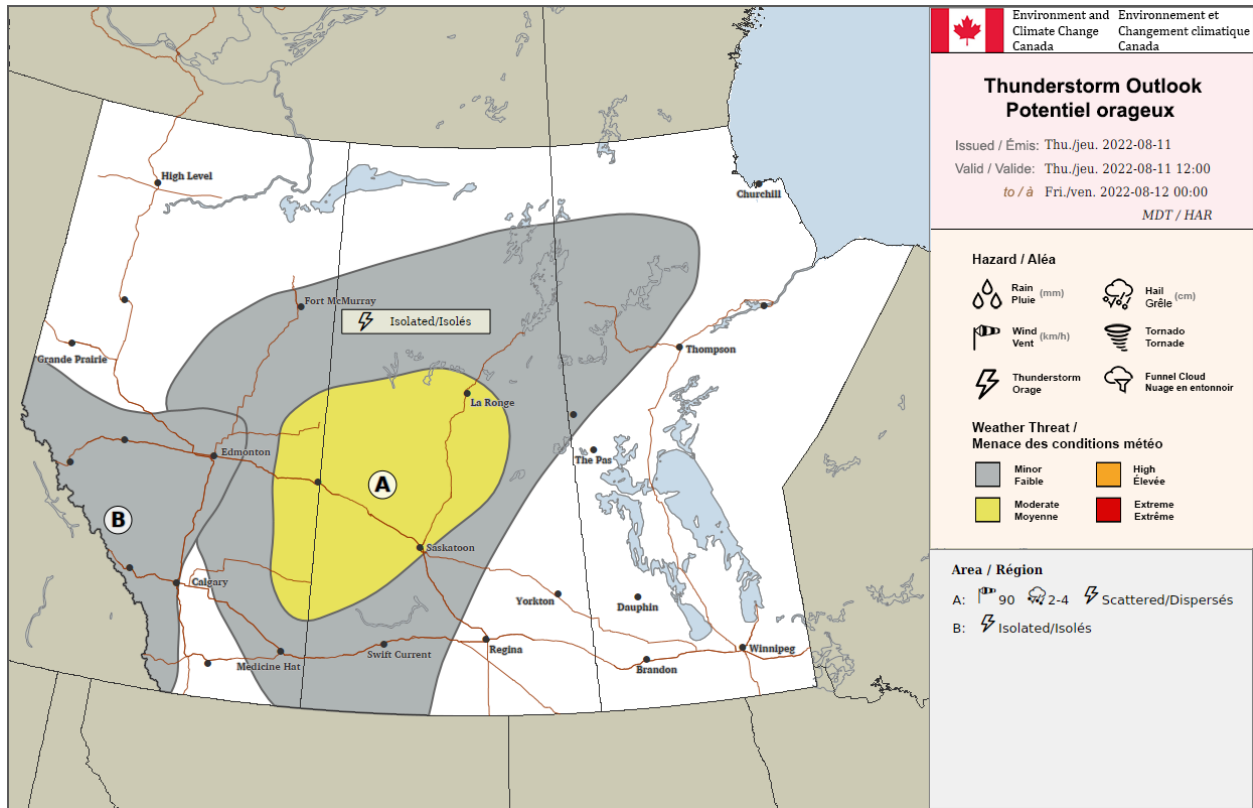 Environment and
Climate Change
Canada
Environnement et
Changement climatique
Canada
Thunderstorm Outlook
Potentiel orageux
Issued / Émis: Thu./jeu. 2022-08-11
Valid / Valide: Thu./jeu. 2022-08-11 12:00
to / à Fri./ven. 2022-08-12 00:00
MDT / HAR
Hazard / Aléa
Rain
Pluie (mm)
Hail
Grêle (cm)
Wind
Vent (km/h)
Tornado
Tornade
Thunderstorm
Orage
Funnel Cloud
Nuage en entonnoir
Weather Threat /
Menace des conditions météo
Minor
Faible
High
Élevée
Moderate
Moyenne
Extreme
Extrême
Area / Région
A: 90 2-4 Scattered/Dispersés
B: Isolated/Isolés
High Level
Churchill
Fort McMurray
Isolated/Isolés
Thompson
Grande Prairie
La Ronge
Edmonton
The Pas
A
B
Saskatoon
Calgary
Yorkton
Dauphin
Regina
Winnipeg
Swift Current
Medicine Hat
Brandon